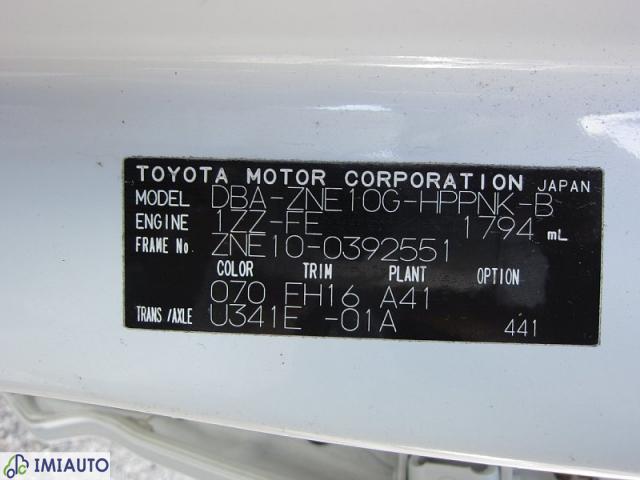 TOYOTA MOTOR CORPORATION JAPAN
MODEL DBA-ZNE10G-HPPNK-B
ENGINE 1ZZ-FE 1794 mL
FRAME No ZNE10-0392551
COLOR TRIM PLANT OPTION
070 FH16 A41
TRANS/AXLE U341E -01A 441
IMIAUTO